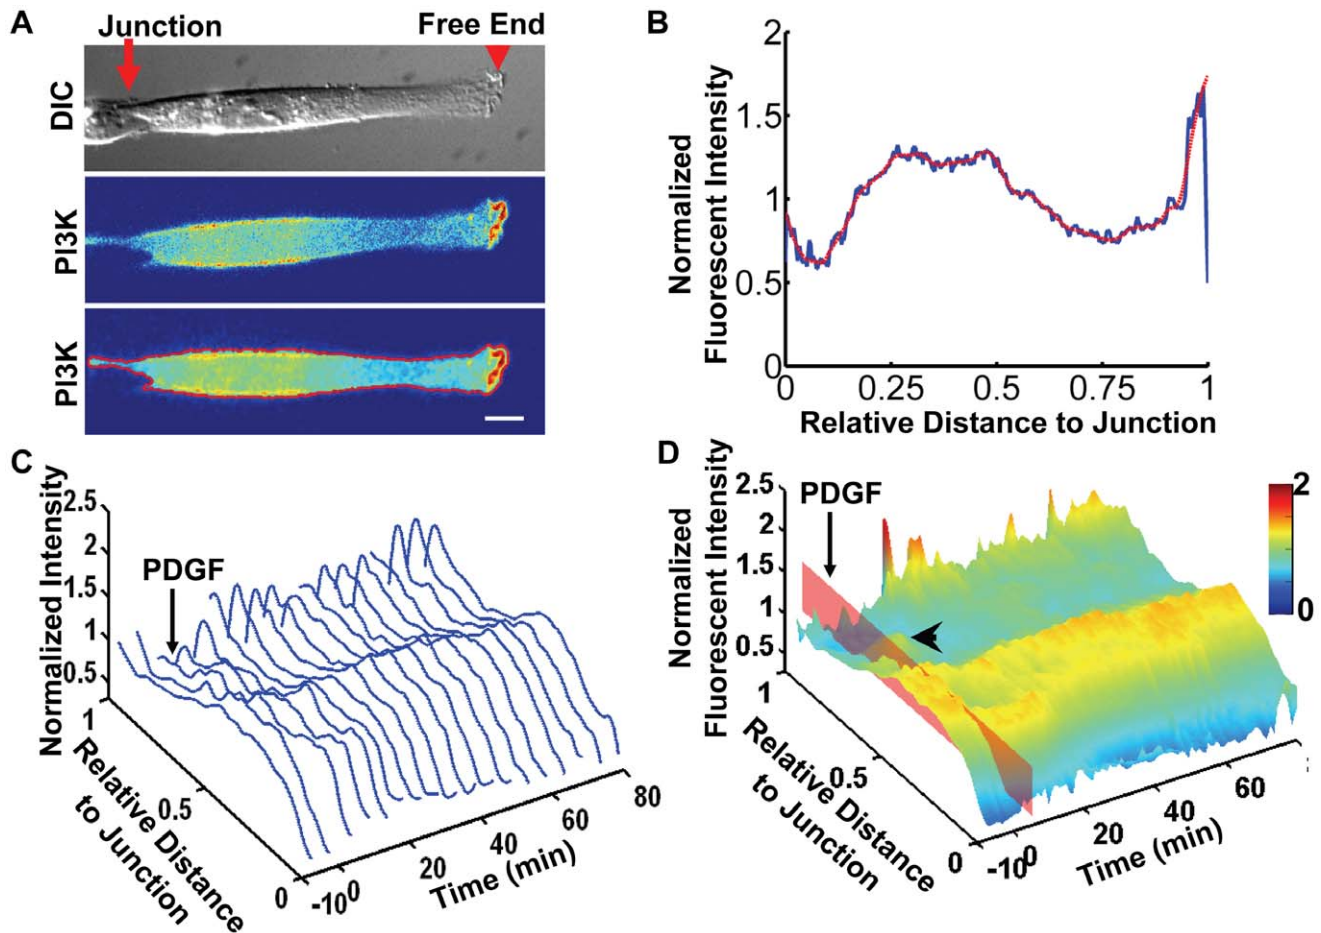 A
Junction
Free End
DIC
PI3K
PI3K
B
2
1.5
1
0.5
0
0
0.25
0.5
0.75
1
Normalized
Fluorescent Intensity
Relative Distance to Junction
C
Normalized Intensity
2.5
2
1.5
1
0.5
PDGF
1
0.5
0
Relative Distance
to Junction
-10
0
20
40
60
80
Time (min)
D
Normalized
Fluorescent Intensity
2.5
2
1.5
1
0.5
PDGF
2
0
1
0.5
0
Relative Distance
to Junction
-10
0
20
40
60
Time (min)